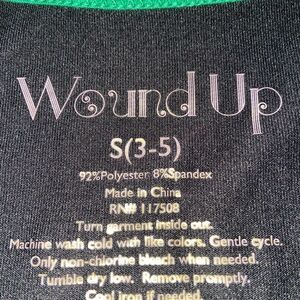 Wound Up
S(3-5)
92%Polyester 8%Spandex
Made in China
RN# 117508
Turn garment inside out.
Machine wash cold with like colors. Gentle cycle.
Only non-chlorine bleach when needed.
Tumble dry low. Remove promptly.
Cool iron if needed